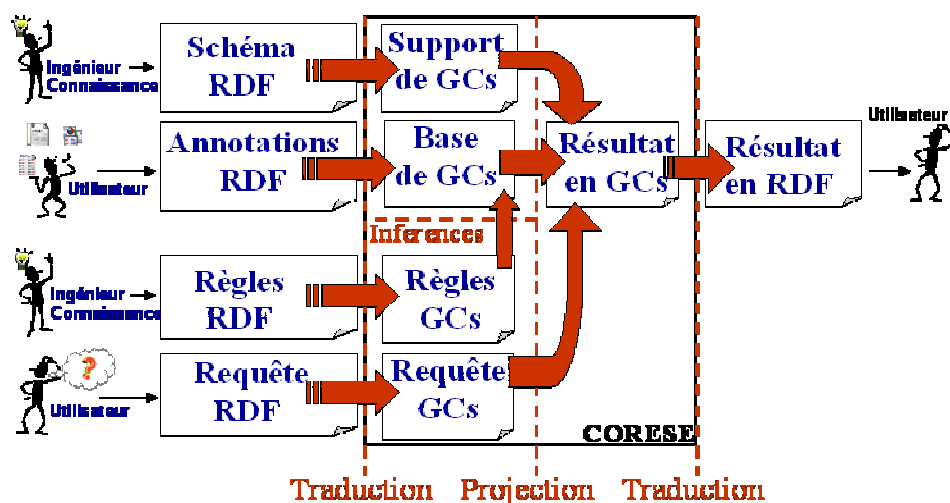 Ingénieur
Connaissance
Schéma
RDF
Support
de GCs
Utilisateur
Annotations
RDF
Base
de GCs
Résultat
en GCs
Résultat
en RDF
Utilisateur
Inferences
Ingénieur
Connaissance
Règles
RDF
Règles
GCs
?
Utilisateur
Requête
RDF
Requête
GCs
CORESE
Traduction Projection Traduction